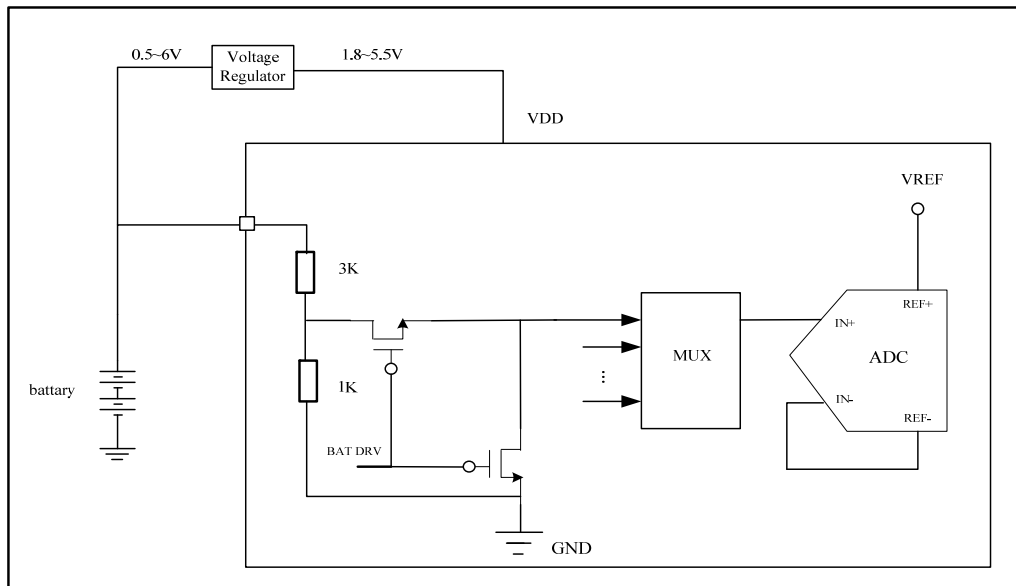 0.5~6V
Voltage
Regulator
1.8~5.5V
VDD
VREF
3K
REF+
IN+
MUX
ADC
1K
...
IN-
REF-
battary
BAT DRV
GND